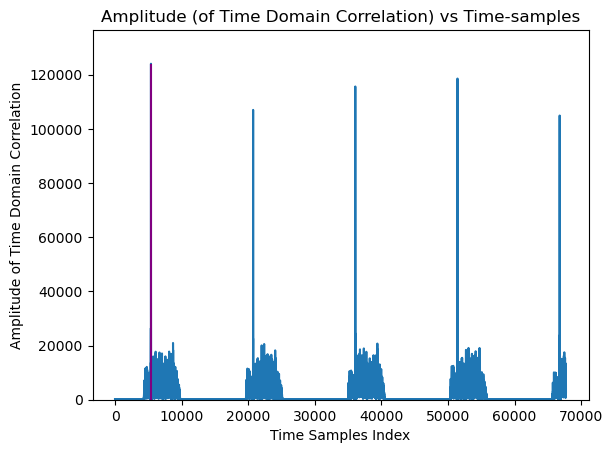 Amplitude (of Time Domain Correlation) vs Time-samples
Amplitude of Time Domain Correlation
120000
100000
80000
60000
40000
20000
0
0 10000 20000 30000 40000 50000 60000 70000
Time Samples Index